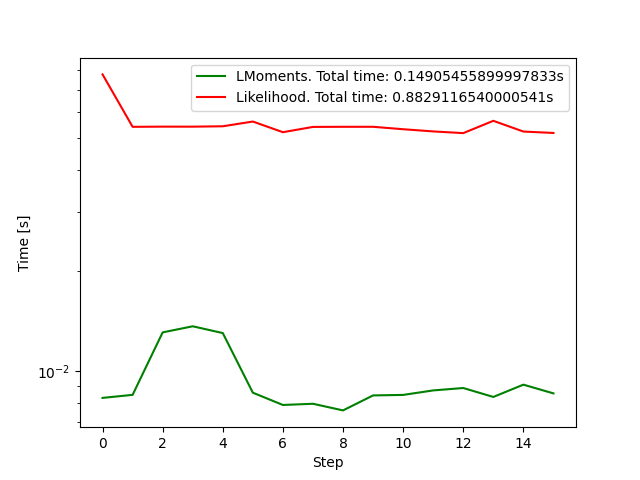 LMoments. Total time: 0.14905455899997833s
Likelihood. Total time: 0.8829116540000541s
Time [s]
10⁻²
0 2 4 6 8 10 12 14
Step